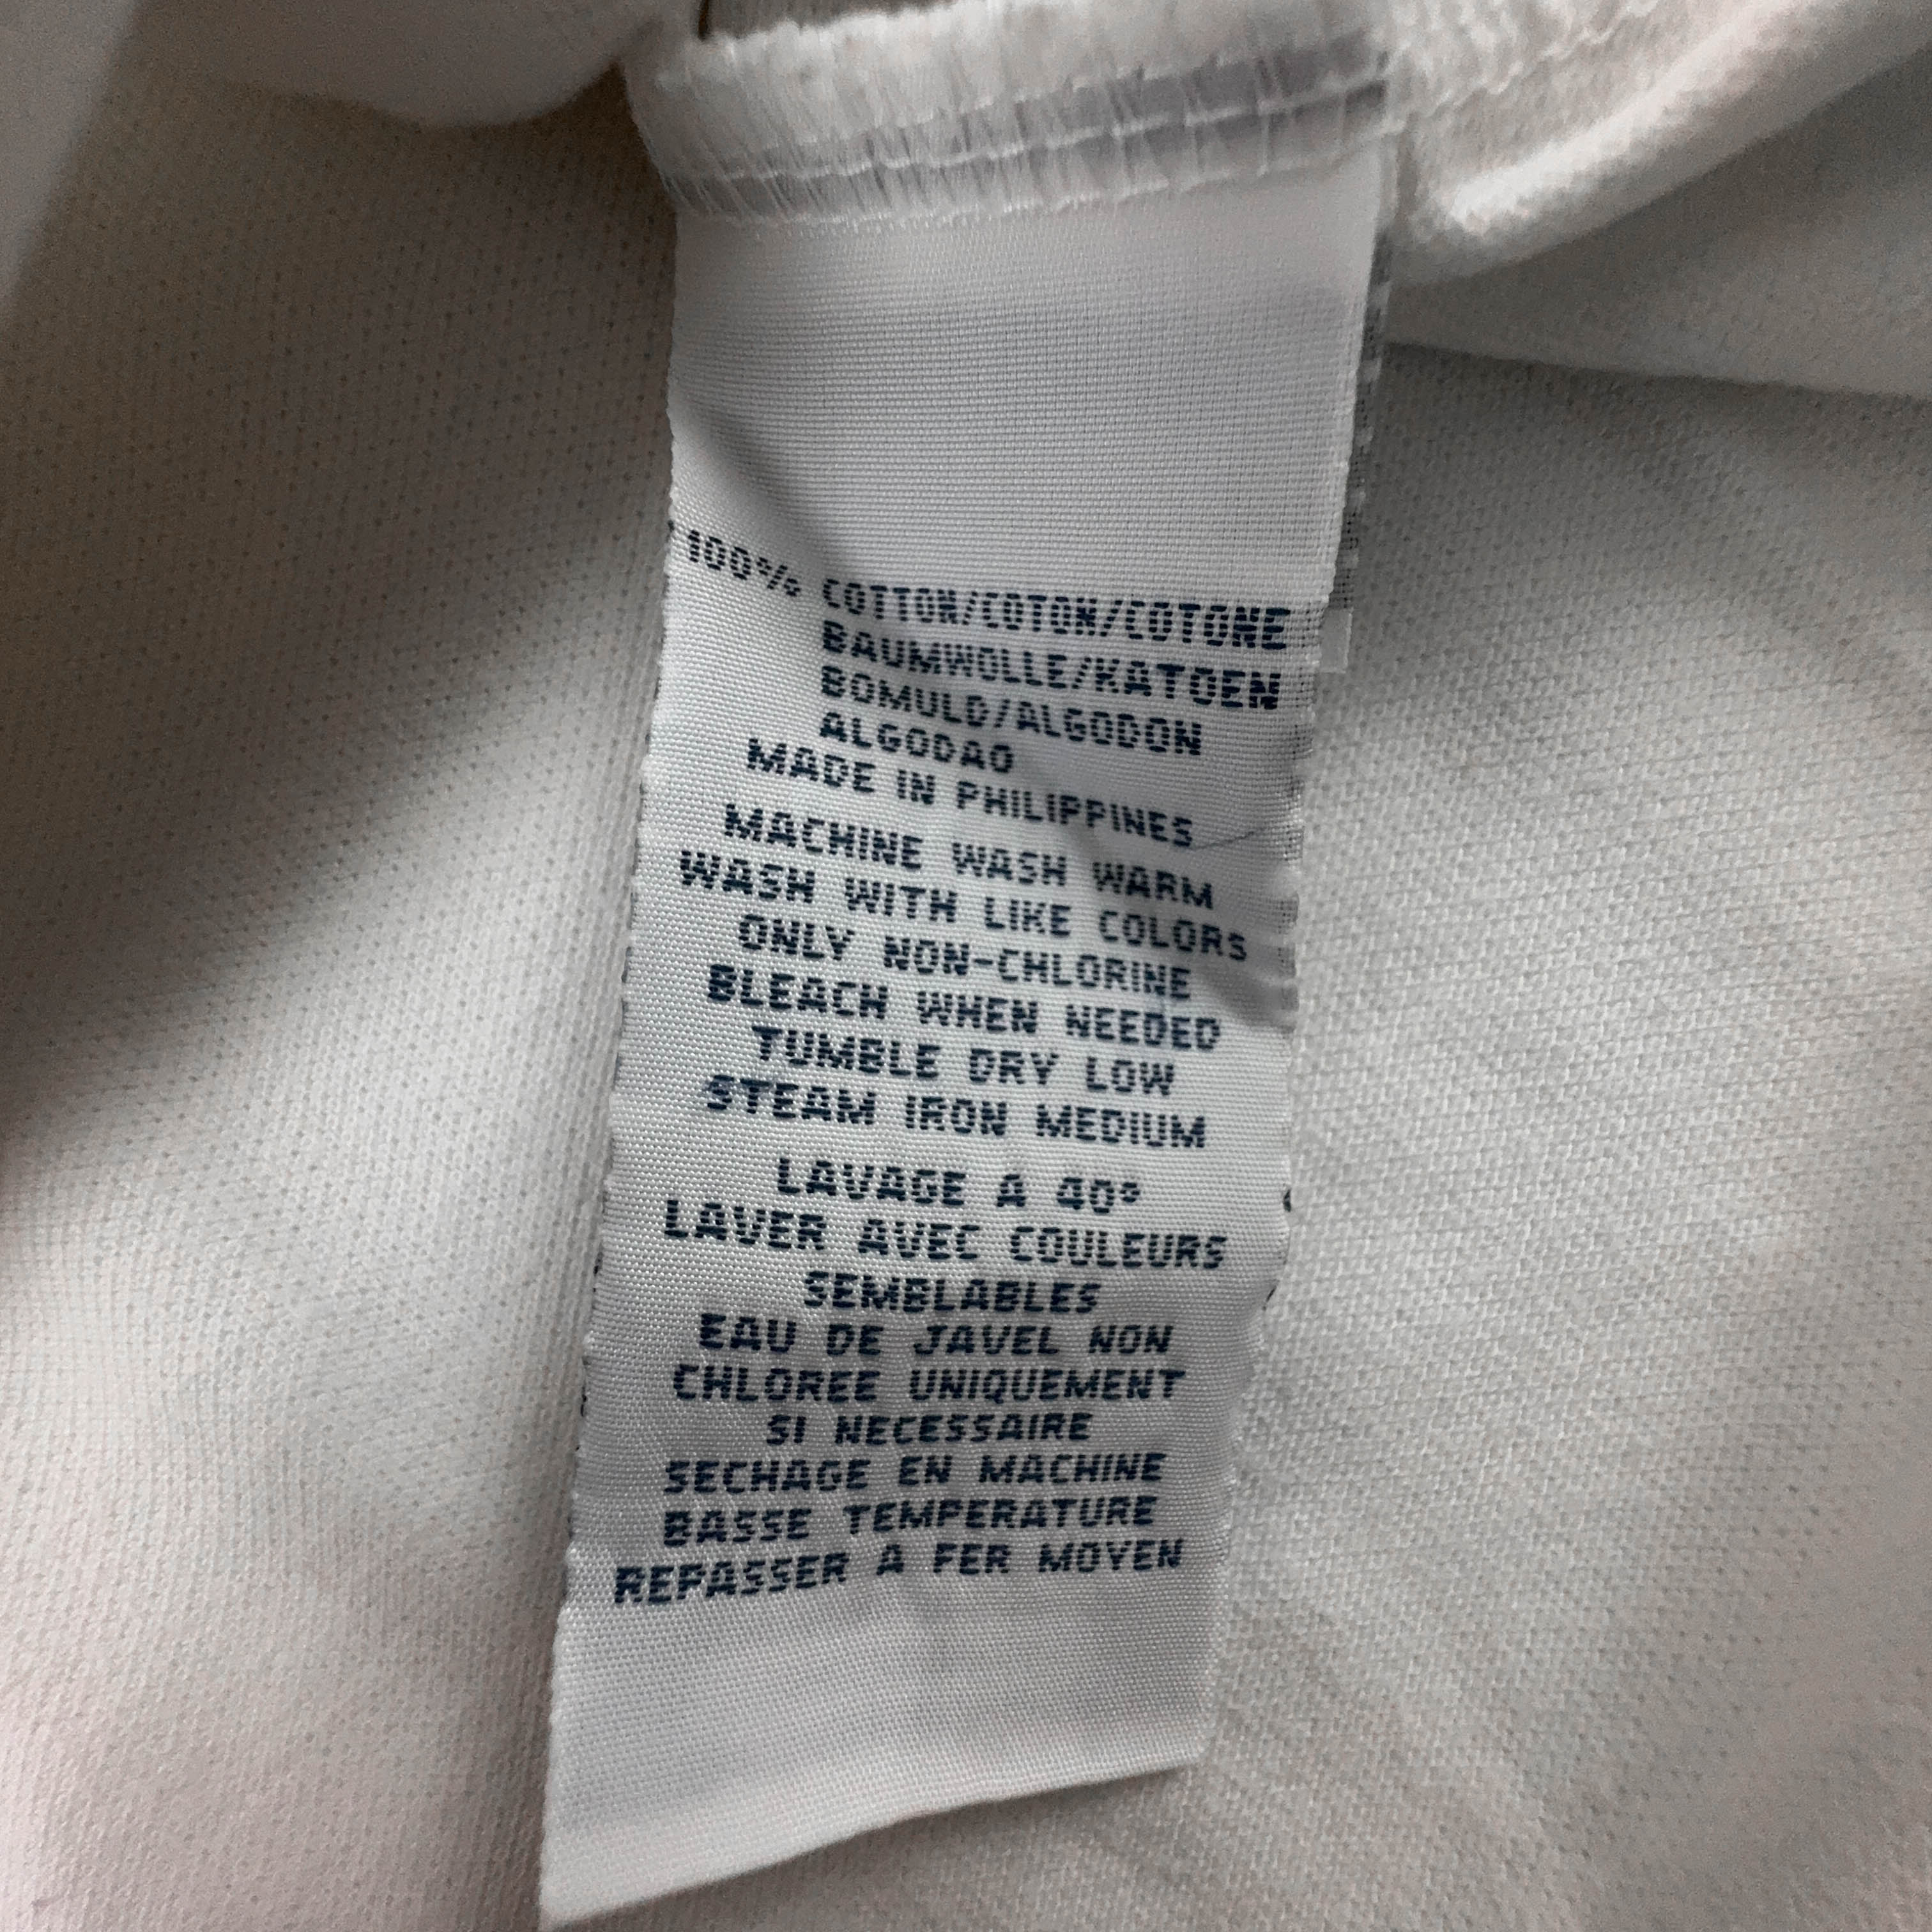 100% COTTON/COTON/COTONE
BAUMWOLLE/KATOEN
BOMULD/ALGODON
ALGODAO
MADE IN PHILIPPINES
MACHINE WASH WARM
WASH WITH LIKE COLORS
ONLY NON-CHLORINE
BLEACH WHEN NEEDED
TUMBLE DRY LOW
STEAM IRON MEDIUM
LAVAGE A 40°
LAVER AVEC COULEURS
SEMBLABLES
EAU DE JAVEL NON
CHLOREE UNIQUEMENT
SI NECESSAIRE
SECHAGE EN MACHINE
BASSE TEMPERATURE
REPASSER A FER MOYEN